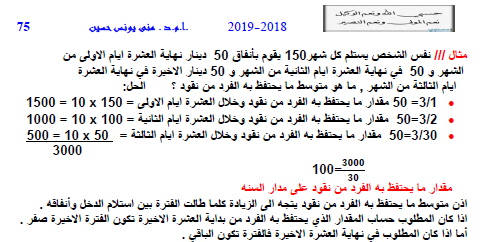 حسبي الله ونعم الوكيل
نعم المولى ونعم النصير
2018-2019
ا.م.د. منى يونس حسين
75
مثال /// نفس الشخص يستلم كل شهر150 يقوم بأنفاق 50 دينار نهاية العشرة ايام الاولى من
الشهر و 50 في نهاية العشرة ايام الثانية من الشهر و 50 دينار الاخيرة في نهاية العشرة
ايام الثالثة من الشهر , ما هو متوسط ما يحتفظ به الفرد من نقود ؟ الحل:
• 3/1 =50 مقدار ما يحتفظ به الفرد من نقود وخلال العشرة ايام الاولى = 150 x 10 = 1500
• 3/2 =50 مقدار ما يحتفظ به الفرد من نقود وخلال العشرة ايام الثانية = 100 x 10 = 1000
• 3/30=50 مقدار ما يحتفظ به الفرد من نقود وخلال العشرة ايام الثالثة = 50 x 10 = 500
3000
100=3000/30
مقدار ما يحتفظ به الفرد من نقود على مدار السنه
اذن متوسط ما يحتفظ به الفرد من نقود يتجه الى الزيادة كلما طالت الفترة بين استلام الدخل وأنفاقه .
اذا كان المطلوب حساب المقدار الذي يحتفظ به الفرد من بداية العشرة الاخيرة تكون الفترة الاخيرة صفر .
أما اذا كان المطلوب في نهاية العشرة الاخيرة فالفترة تكون الباقي .